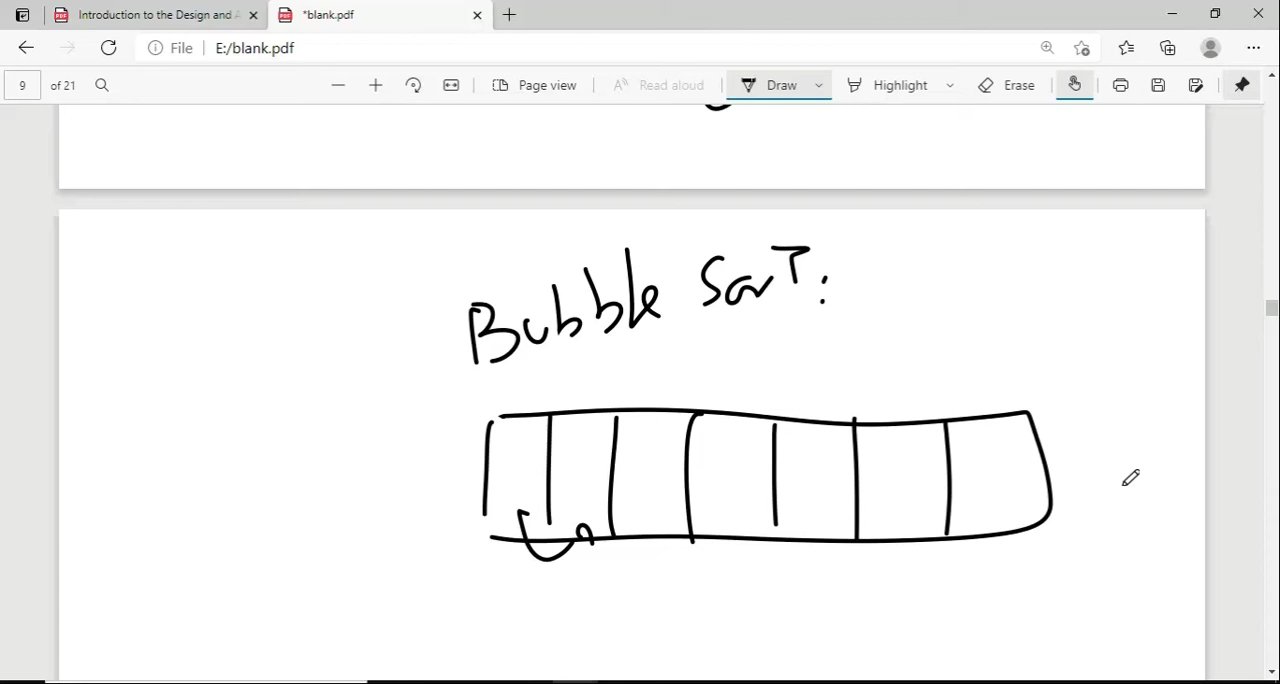 Introduction to the Design and A
*blank.pdf
File E:/blank.pdf
9 of 21 Page view Read aloud Draw Highlight Erase
Bubble Sort: